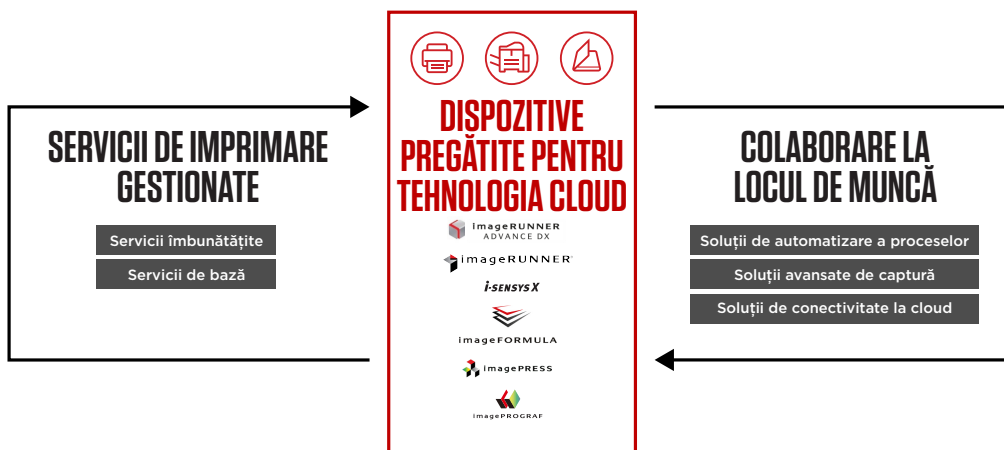 SERVICII DE IMPRIMARE
GESTIONATE
Servicii îmbunătățite
Servicii de bază
DISPOZITIVE
PREGĂTITE PENTRU
TEHNOLOGIA CLOUD
imageRUNNER
ADVANCE DX
imageRUNNER
i-SENSYS X
imageFORMULA
imagePRESS
imagePROGRAF
COLABORARE LA
LOCUL DE MUNCĂ
Soluții de automatizare a proceselor
Soluții avansate de captură
Soluții de conectivitate la cloud